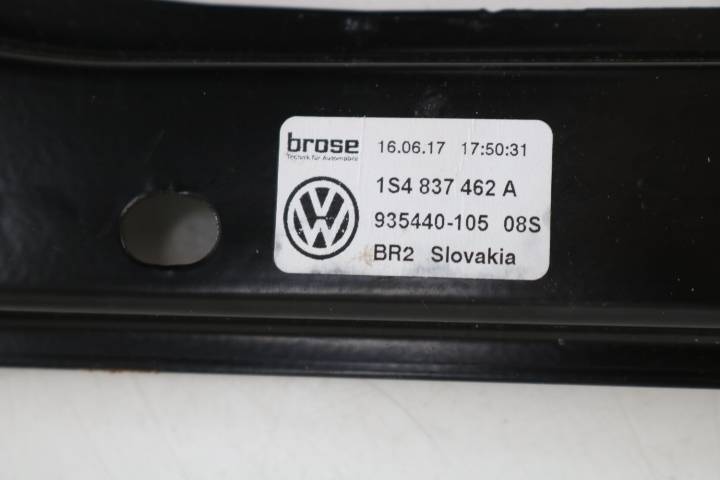 brose 16.06.17 17:50:31
Technik für Automobile
1S4 837 462 A
935440-105 08S
BR2 Slovakia